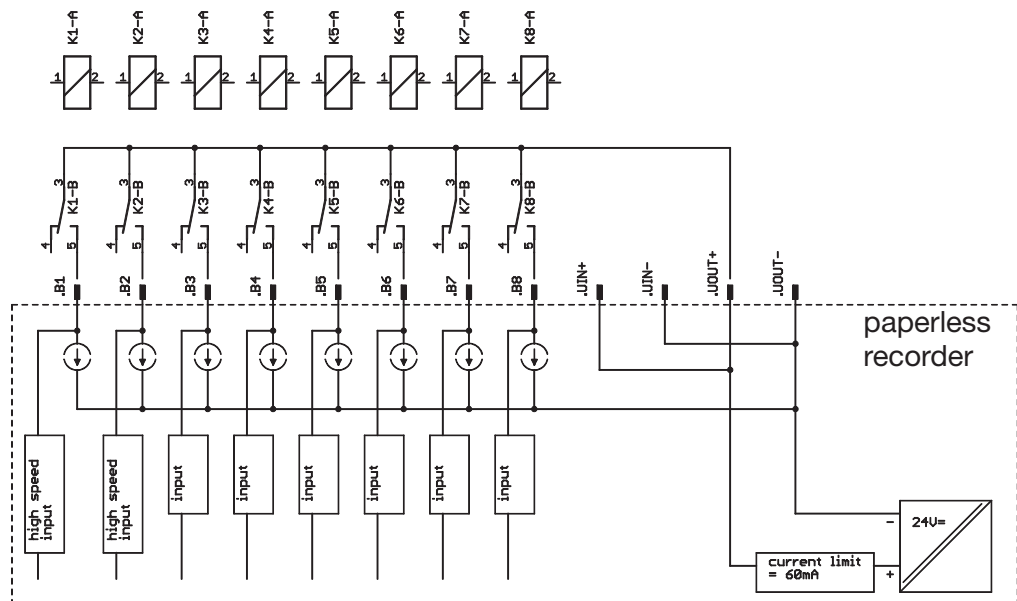 K1-A K2-A K3-A K4-A K5-A K6-A K7-A K8-A
1 2 1 2 1 2 1 2 1 2 1 2 1 2 1 2
3 3 3 3 3 3 3 3
K1-B K2-B K3-B K4-B K5-B K6-B K7-B K8-B
4 5 4 5 4 5 4 5 4 5 4 5 4 5 4 5
.B1 .B2 .B3 .B4 .B5 .B6 .B7 .B8 .UIN+ .UIN- .UOUT+ .UOUT-
paperless
recorder
high speed
input
high speed
input
input
input
input
input
input
input
- 24V=
current limit
= 60mA
+